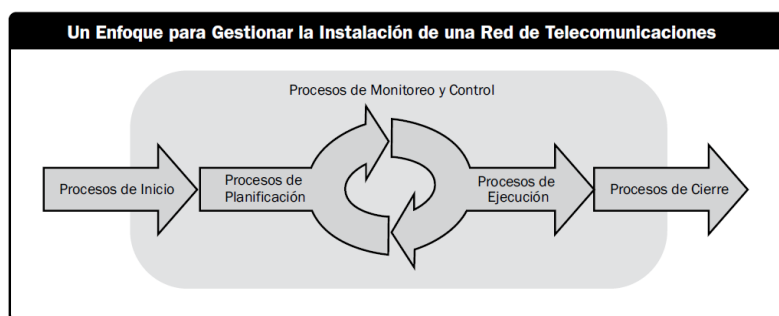 Un Enfoque para Gestionar la Instalación de una Red de Telecomunicaciones
Procesos de Monitoreo y Control
Procesos de Inicio
Procesos de
Planificación
Procesos de
Ejecución
Procesos de Cierre